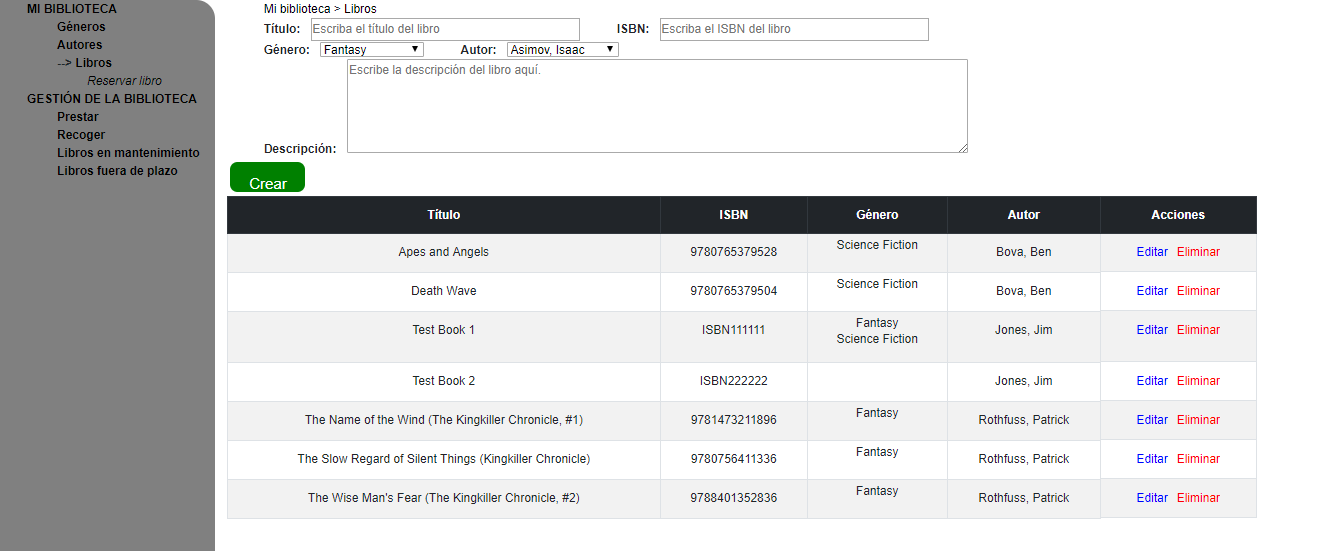 MI BIBLIOTECA
Géneros
Autores
--> Libros
Reservar libro
GESTIÓN DE LA BIBLIOTECA
Prestar
Recoger
Libros en mantenimiento
Libros fuera de plazo
Mi biblioteca > Libros
Título: Escriba el título del libro ISBN: Escriba el ISBN del libro
Género: Fantasy Autor: Asimov, Isaac
Escribe la descripción del libro aquí.
Descripción:
Crear
Título ISBN Género Autor Acciones
Apes and Angels 9780765379528 Science Fiction Bova, Ben Editar Eliminar
Death Wave 9780765379504 Science Fiction Bova, Ben Editar Eliminar
Test Book 1 ISBN111111 Fantasy Jones, Jim Editar Eliminar
Science Fiction
Test Book 2 ISBN222222 Jones, Jim Editar Eliminar
The Name of the Wind (The Kingkiller Chronicle, #1) 9781473211896 Fantasy Rothfuss, Patrick Editar Eliminar
The Slow Regard of Silent Things (Kingkiller Chronicle) 9780756411336 Fantasy Rothfuss, Patrick Editar Eliminar
The Wise Man's Fear (The Kingkiller Chronicle, #2) 9788401352836 Fantasy Rothfuss, Patrick Editar Eliminar